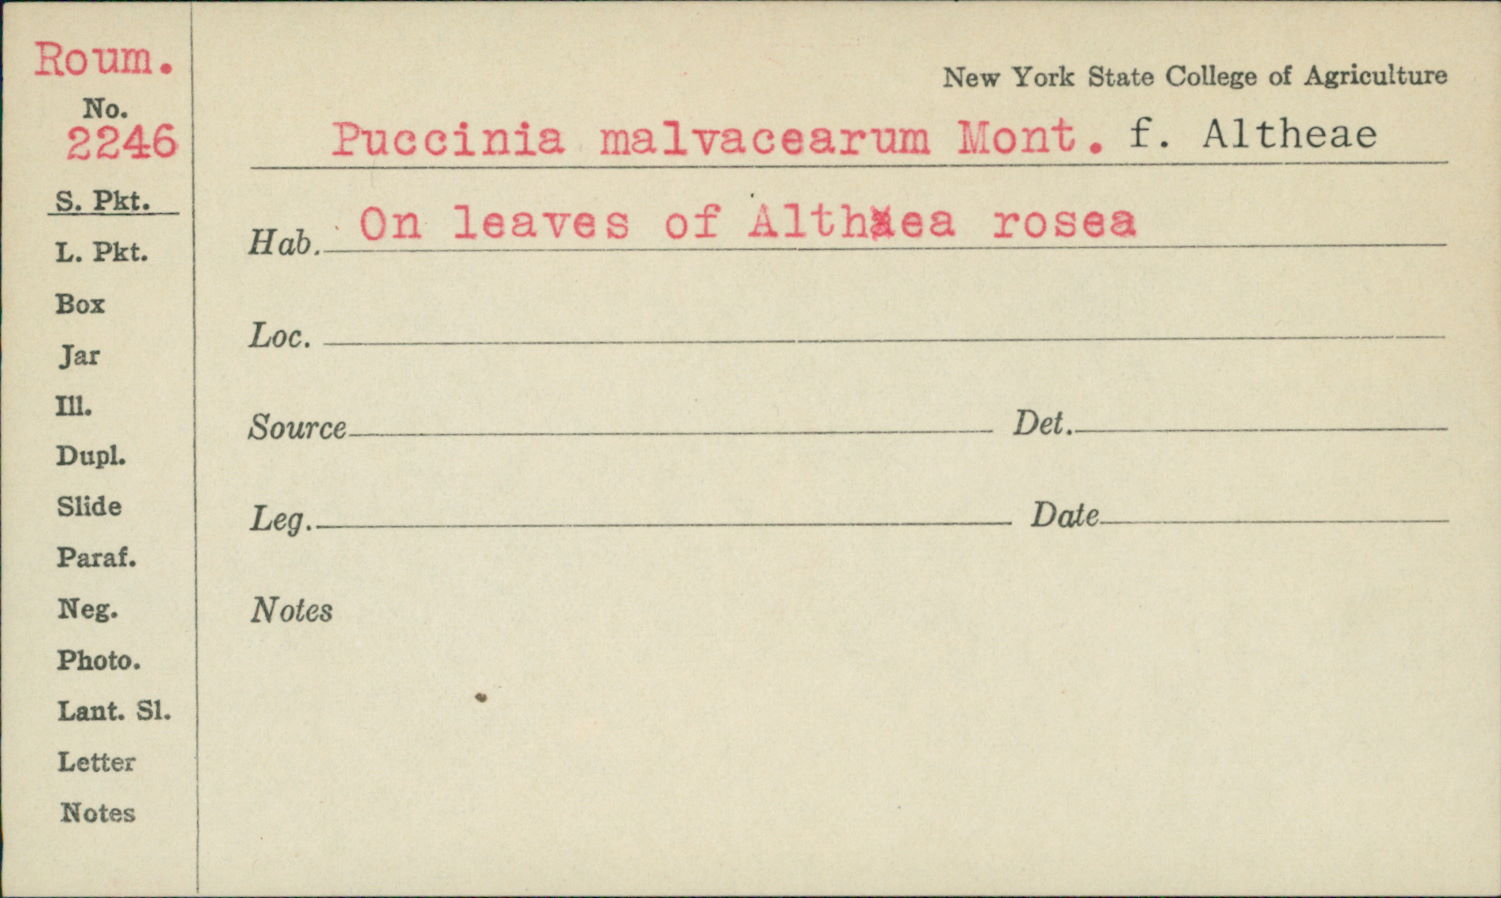 Roum.
No.
2246
S. Pkt.
L. Pkt.
Box
Jar
Ill.
Dupl.
Slide
Paraf.
Neg.
Photo.
Lant. Sl.
Letter
Notes
New York State College of Agriculture
Puccinia malvacearum Mont. f. Altheae
Hab. On leaves of Althaea rosea
Loc.
Source Det.
Leg. Date
Notes